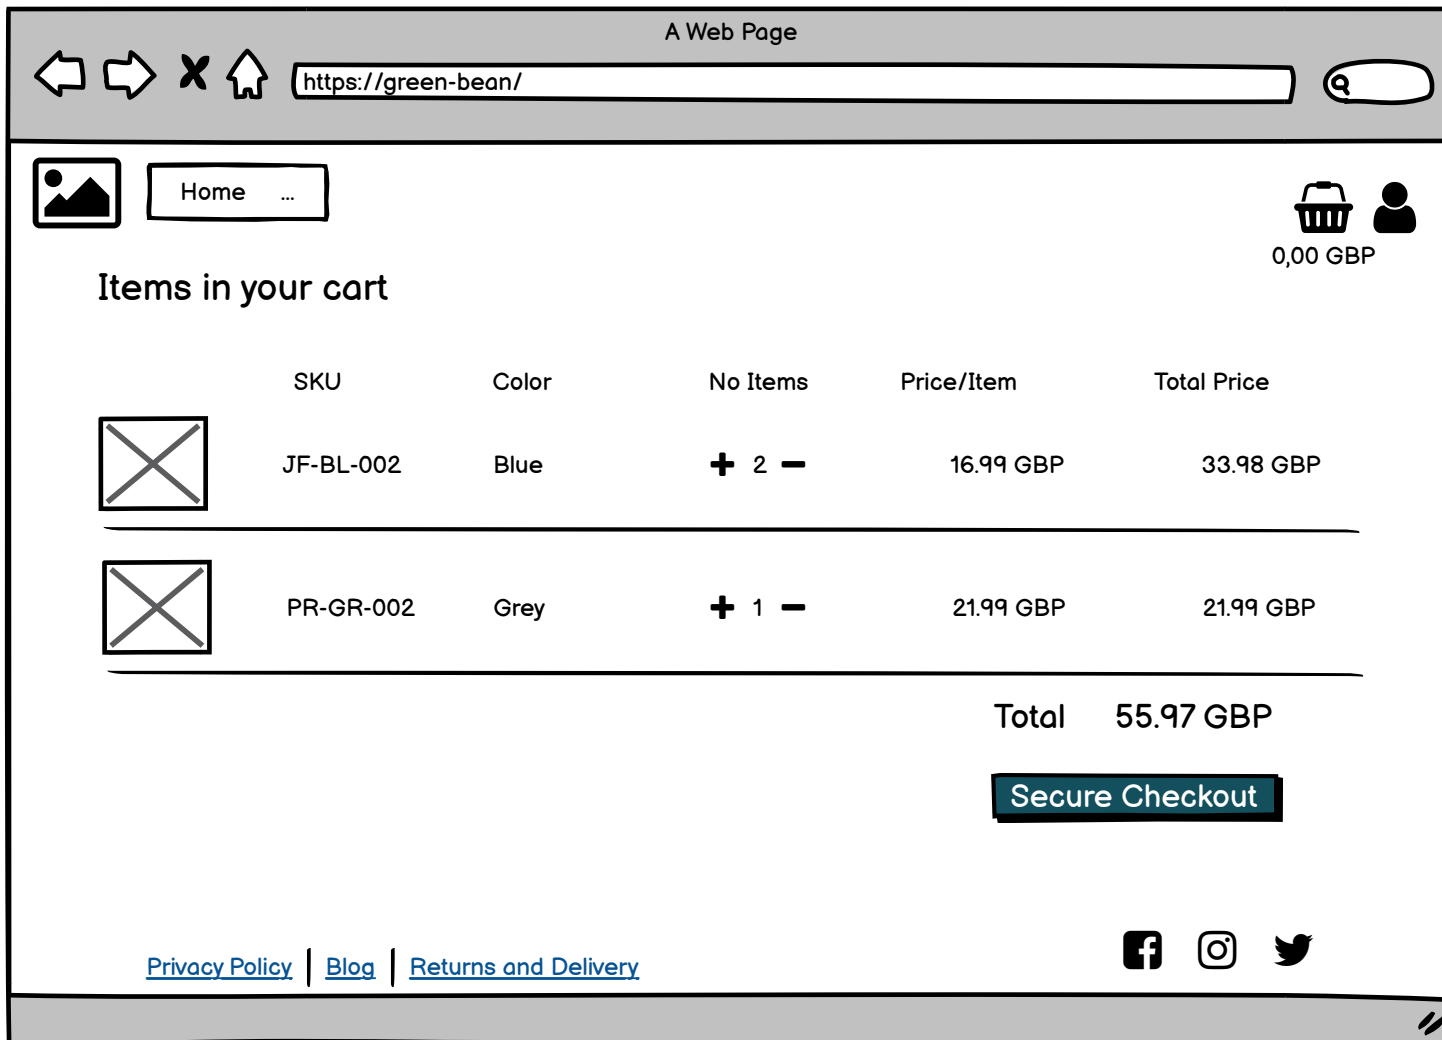 A Web Page
https://green-bean/
Home ...
0,00 GBP
Items in your cart
SKU Color No Items Price/Item Total Price
JF-BL-002 Blue 2 16.99 GBP 33.98 GBP
PR-GR-002 Grey 1 21.99 GBP 21.99 GBP
Total 55.97 GBP
Secure Checkout
Privacy Policy Blog Returns and Delivery